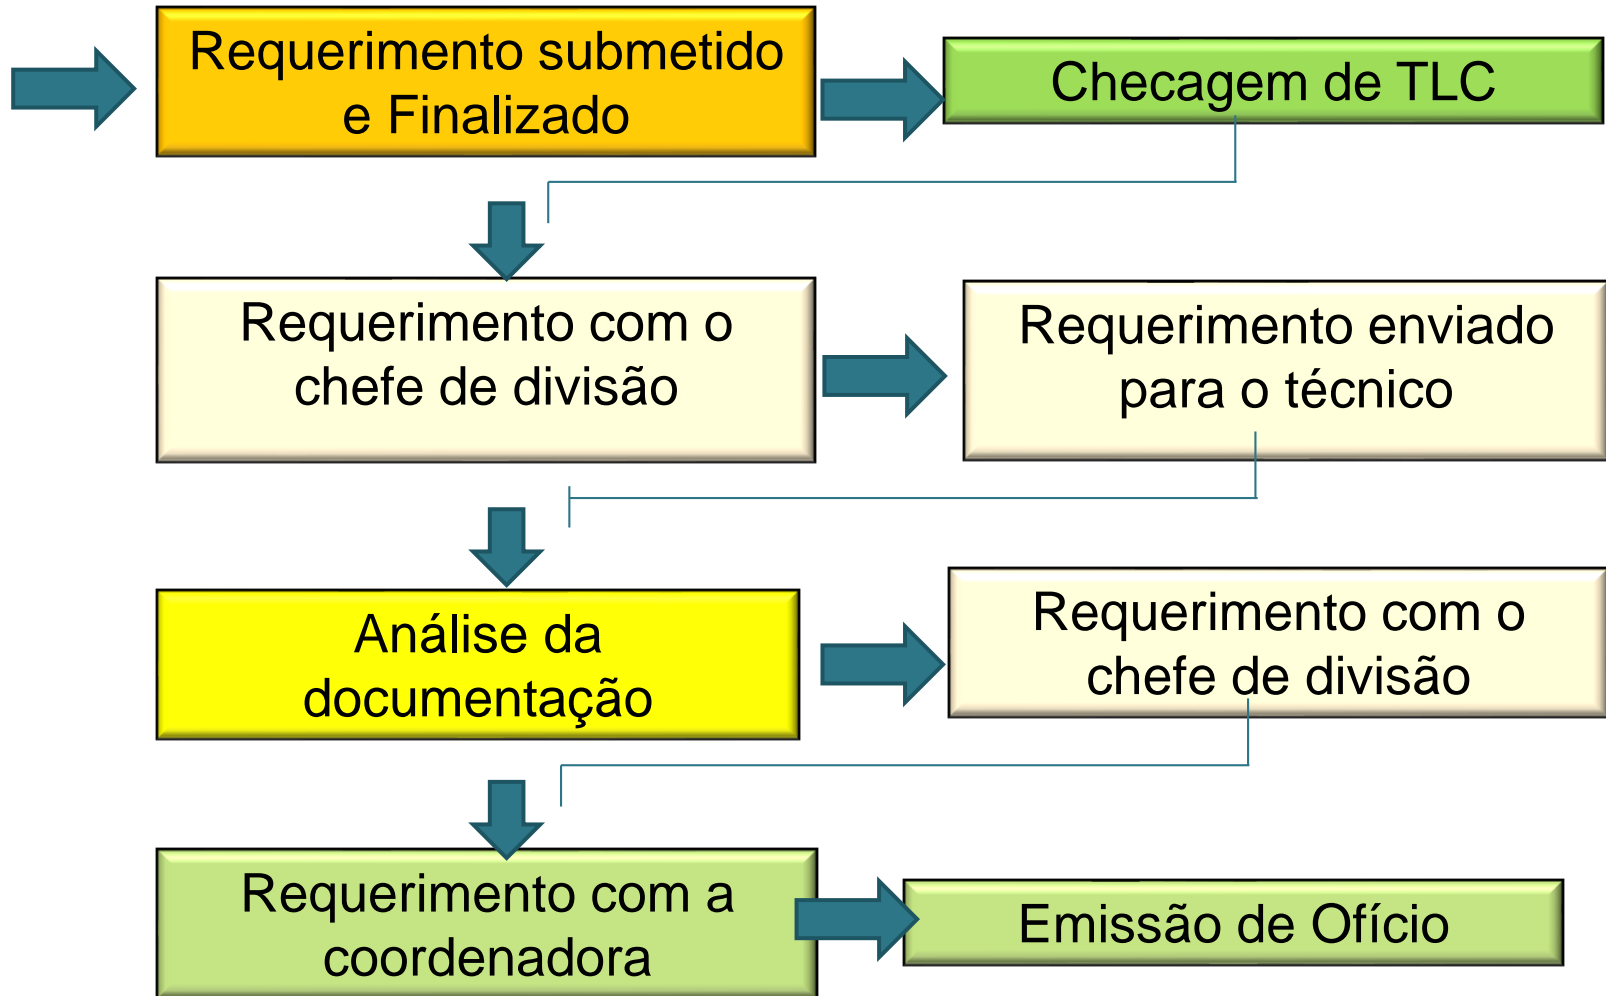 Requerimento submetido
e Finalizado
Checagem de TLC
Requerimento com o
chefe de divisão
Requerimento enviado
para o técnico
Análise da
documentação
Requerimento com o
chefe de divisão
Requerimento com a
coordenadora
Emissão de Ofício